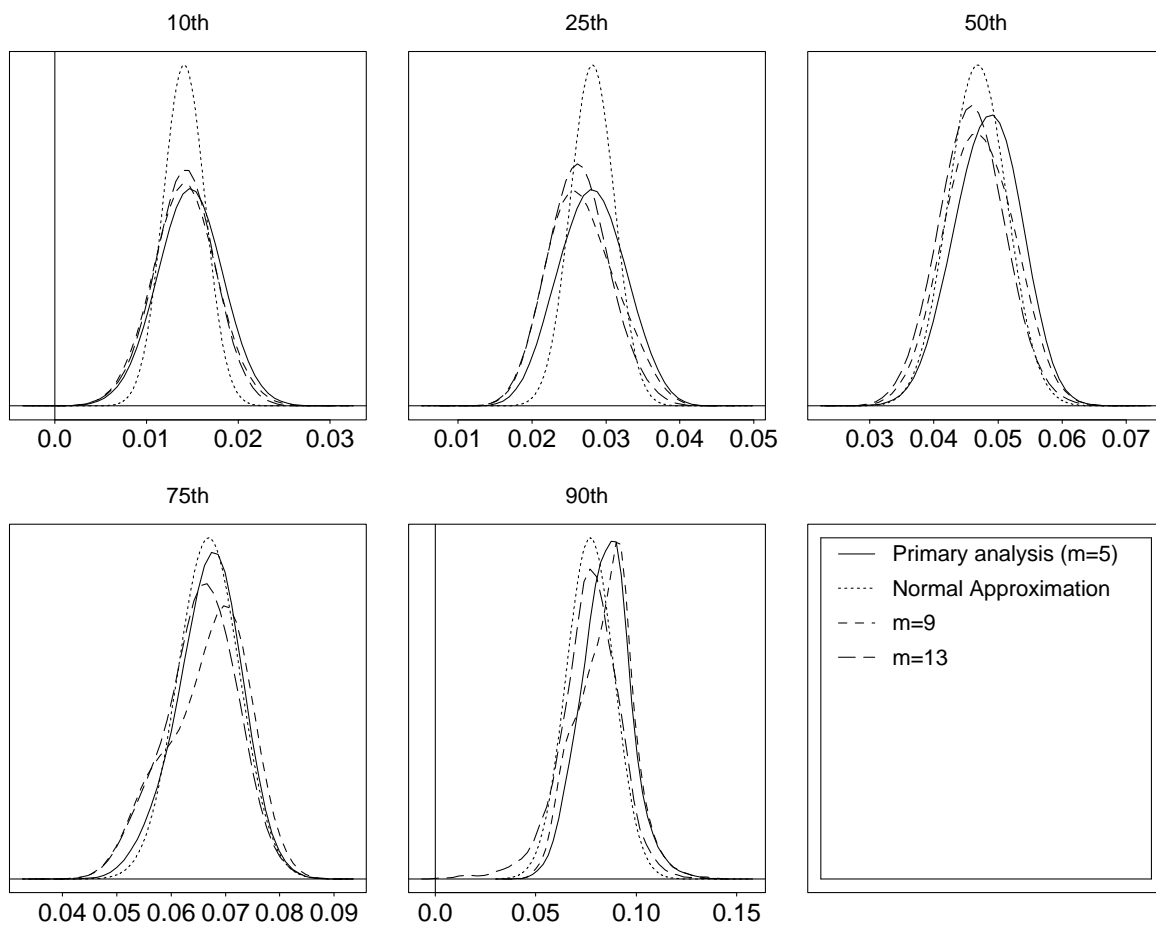 10th
25th
50th
0.0 0.01 0.02 0.03
0.01 0.02 0.03 0.04 0.05
0.03 0.04 0.05 0.06 0.07
75th
90th
Primary analysis (m=5)
Normal Approximation
m=9
m=13
0.04 0.05 0.06 0.07 0.08 0.09
0.0 0.05 0.10 0.15